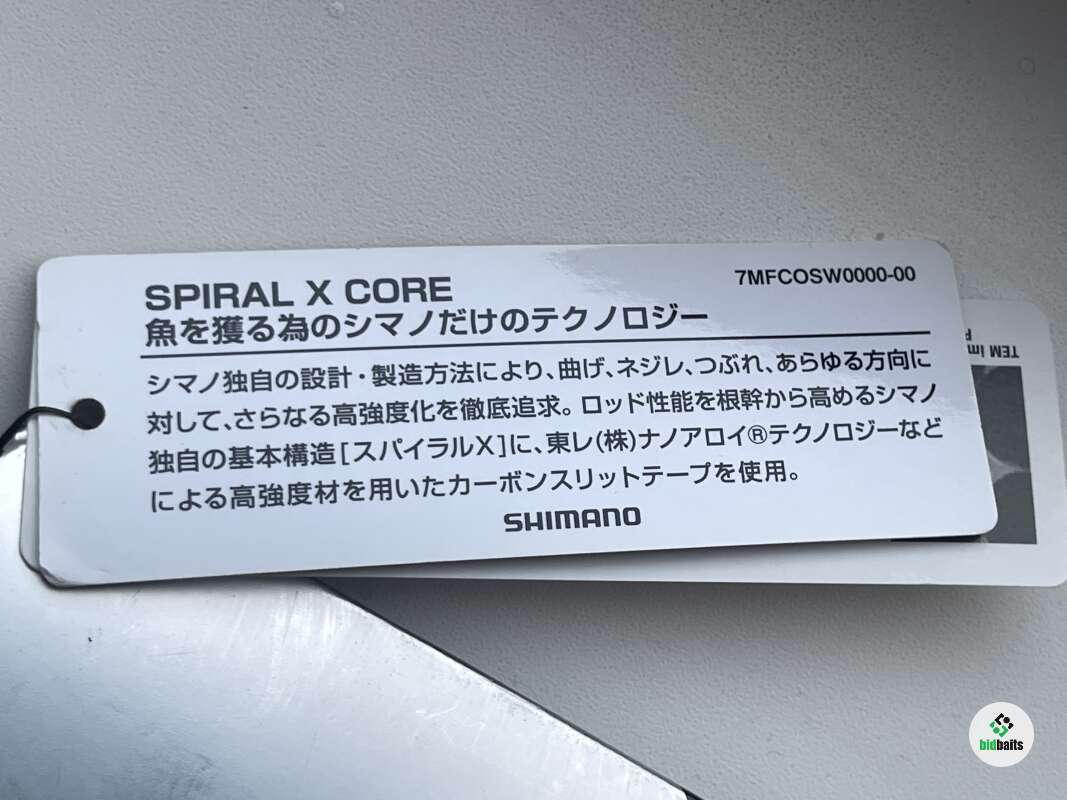 SPIRAL X CORE
7MFCOSW0000-00
魚を獲る為のシマノだけのテクノロジー
シマノ独自の設計・製造方法により、曲げ、ネジレ、つぶれ、あらゆる方向に
対して、さらなる高強度化を徹底追求。ロッド性能を根幹から高めるシマノ
独自の基本構造[スパイラルX]に、東レ(株)ナノアロイ®テクノロジーなど
による高強度材を用いたカーボンスリットテープを使用。
SHIMANO
TEM
bidbaits